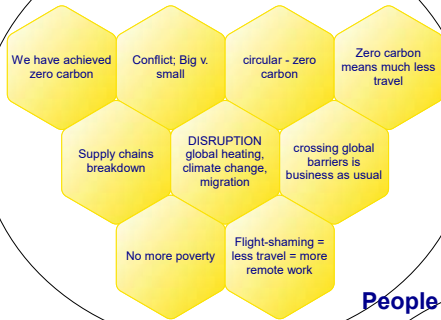 We have achieved
zero carbon
Conflict; Big v.
small
circular - zero
carbon
Zero carbon
means much less
travel
Supply chains
breakdown
DISRUPTION
global heating,
climate change,
migration
crossing global
barriers is
business as usual
No more poverty
Flight-shaming =
less travel = more
remote work
People